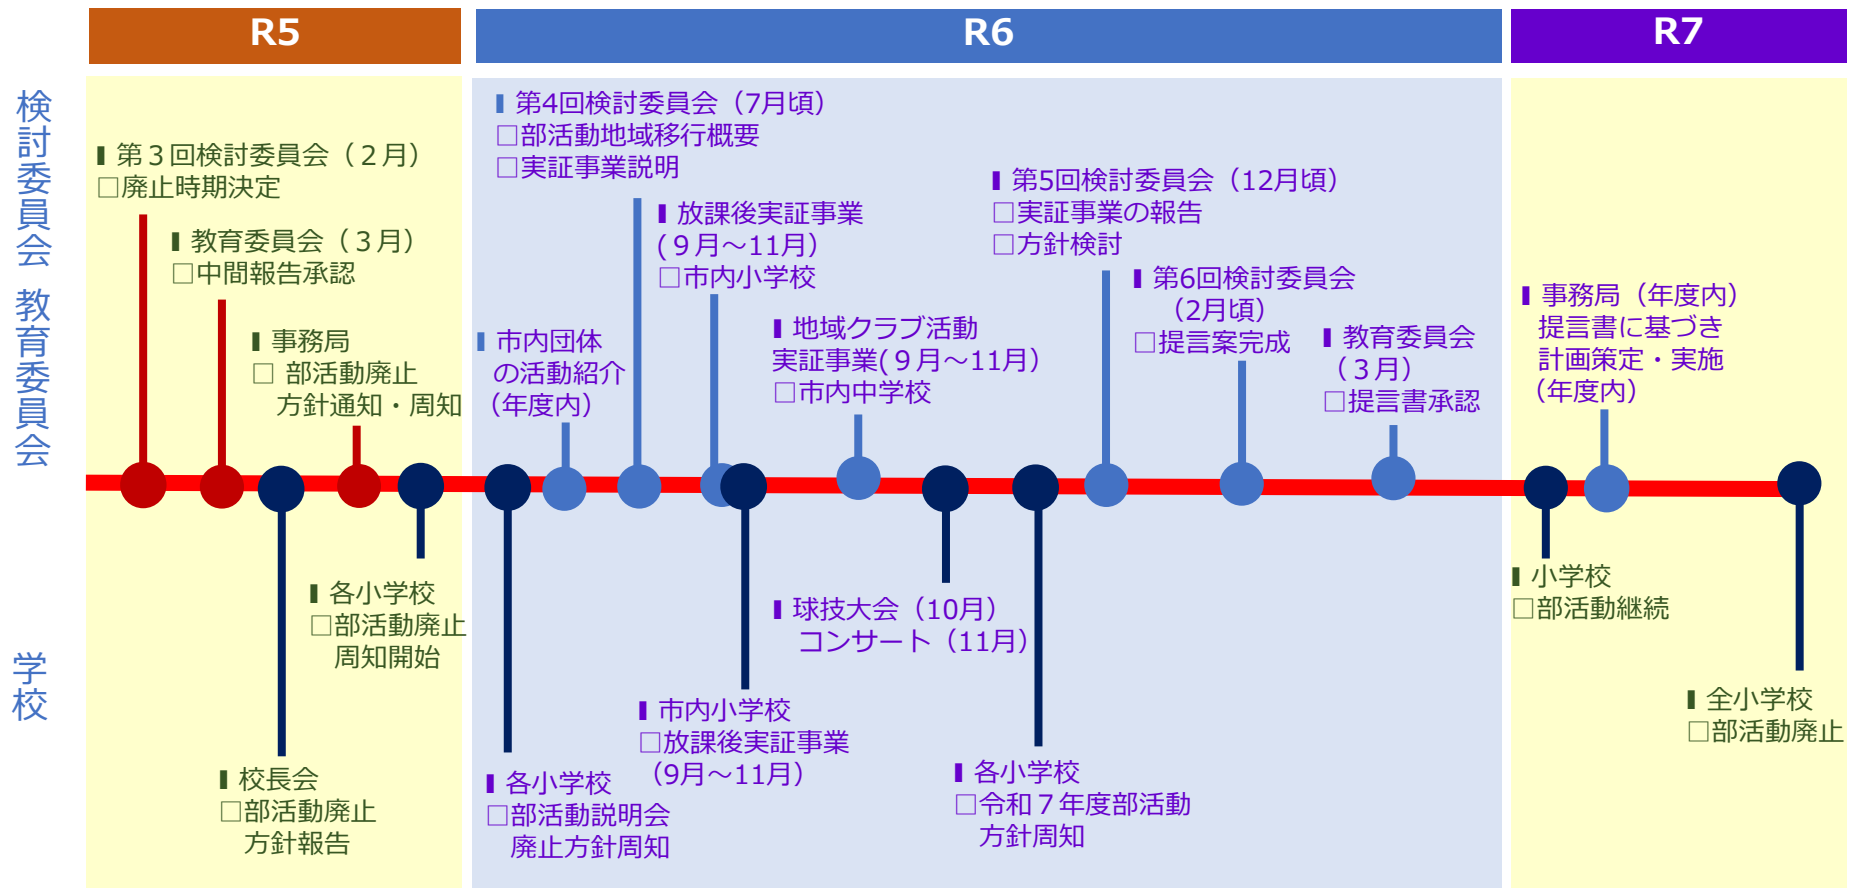 R5
R6
R7
検討委員会 教育委員会
学校
▮ 第３回検討委員会（２月）
□廃止時期決定
▮ 教育委員会（３月）
□中間報告承認
▮ 事務局
□ 部活動廃止
方針通知・周知
▮ 各小学校
□部活動廃止
周知開始
▮ 校長会
□部活動廃止
方針報告
▮ 第4回検討委員会（7月頃）
□部活動地域移行概要
□実証事業説明
▮ 放課後実証事業
(９月～11月）
□市内小学校
▮ 市内団体
の活動紹介
（年度内）
▮ 地域クラブ活動
実証事業(９月～11月）
□市内中学校
▮ 第5回検討委員会（12月頃）
□実証事業の報告
□方針検討
▮ 第6回検討委員会
（2月頃）
□提言案完成
▮ 教育委員会
（３月）
□提言書承認
▮ 球技大会（10月）
コンサート（11月）
▮ 市内小学校
□放課後実証事業
（9月～11月）
▮ 各小学校
□部活動説明会
廃止方針周知
▮ 各小学校
□令和７年度部活動
方針周知
▮ 事務局（年度内）
提言書に基づき
計画策定・実施
（年度内）
▮ 小学校
□部活動継続
▮ 全小学校
□部活動廃止